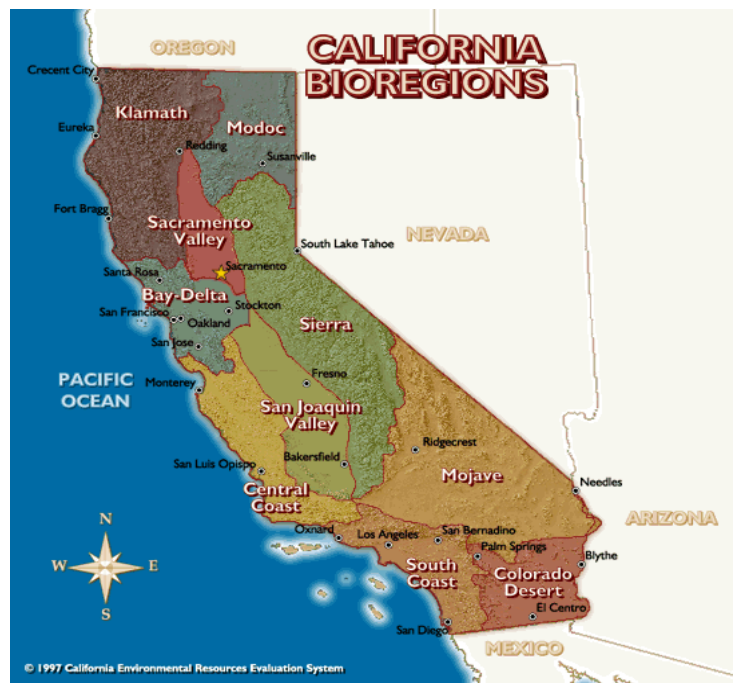 OREGON
CALIFORNIA
BIOREGIONS
Crecent City
Klamath
Eureka
Modoc
Redding
Susanville
Fort Bragg
Sacramento
Valley
NEVADA
South Lake Tahoe
Sacramento
Santa Rosa
Bay-Delta
Stockton
San Francisco
Oakland
Sierra
San Jose
PACIFIC
OCEAN
Monterey
Fresno
San Joaquin
Valley
Ridgecrest
Bakersfield
San Luis Opispo
Mojave
Needles
Central
Coast
ARIZONA
N
Oxnard
Los Angeles
San Bernadino
Palm Springs
Blythe
W
E
South
Coast
Colorado
Desert
S
El Centro
San Diego
MEXICO
© 1997 California Environmental Resources Evaluation System